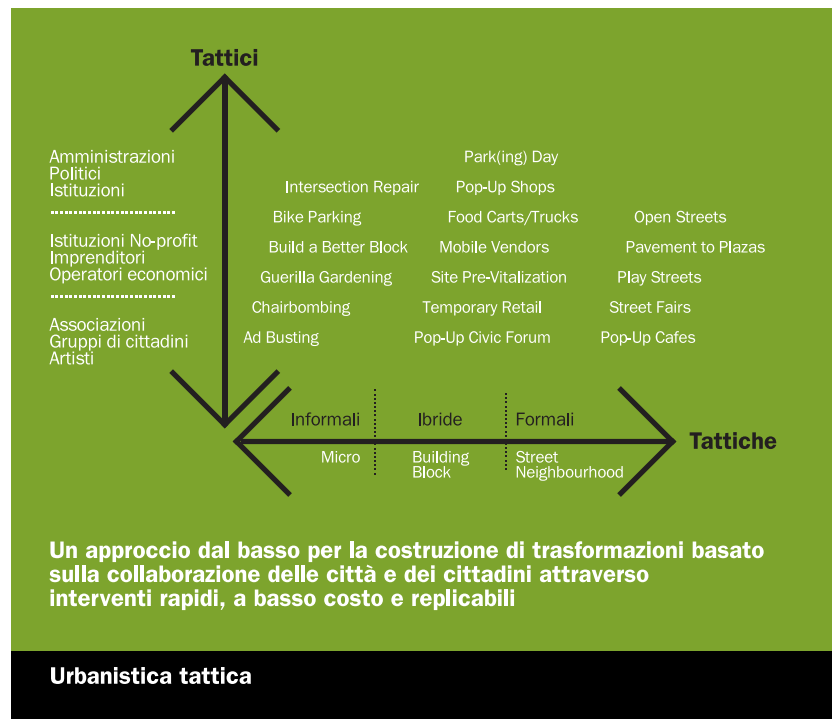 Tattici
Amministrazioni
Politici
Istituzioni
Istituzioni No-profit
Imprenditori
Operatori economici
Associazioni
Gruppi di cittadini
Artisti
Park(ing) Day
Intersection Repair
Pop-Up Shops
Bike Parking
Food Carts/Trucks
Open Streets
Build a Better Block
Mobile Vendors
Pavement to Plazas
Guerilla Gardening
Site Pre-Vitalization
Play Streets
Chairbombing
Temporary Retail
Street Fairs
Ad Busting
Pop-Up Civic Forum
Pop-Up Cafes
Informali
Ibride
Formali
Tattiche
Micro
Building
Block
Street
Neighbourhood
Un approccio dal basso per la costruzione di trasformazioni basato
sulla collaborazione delle città e dei cittadini attraverso
interventi rapidi, a basso costo e replicabili
Urbanistica tattica